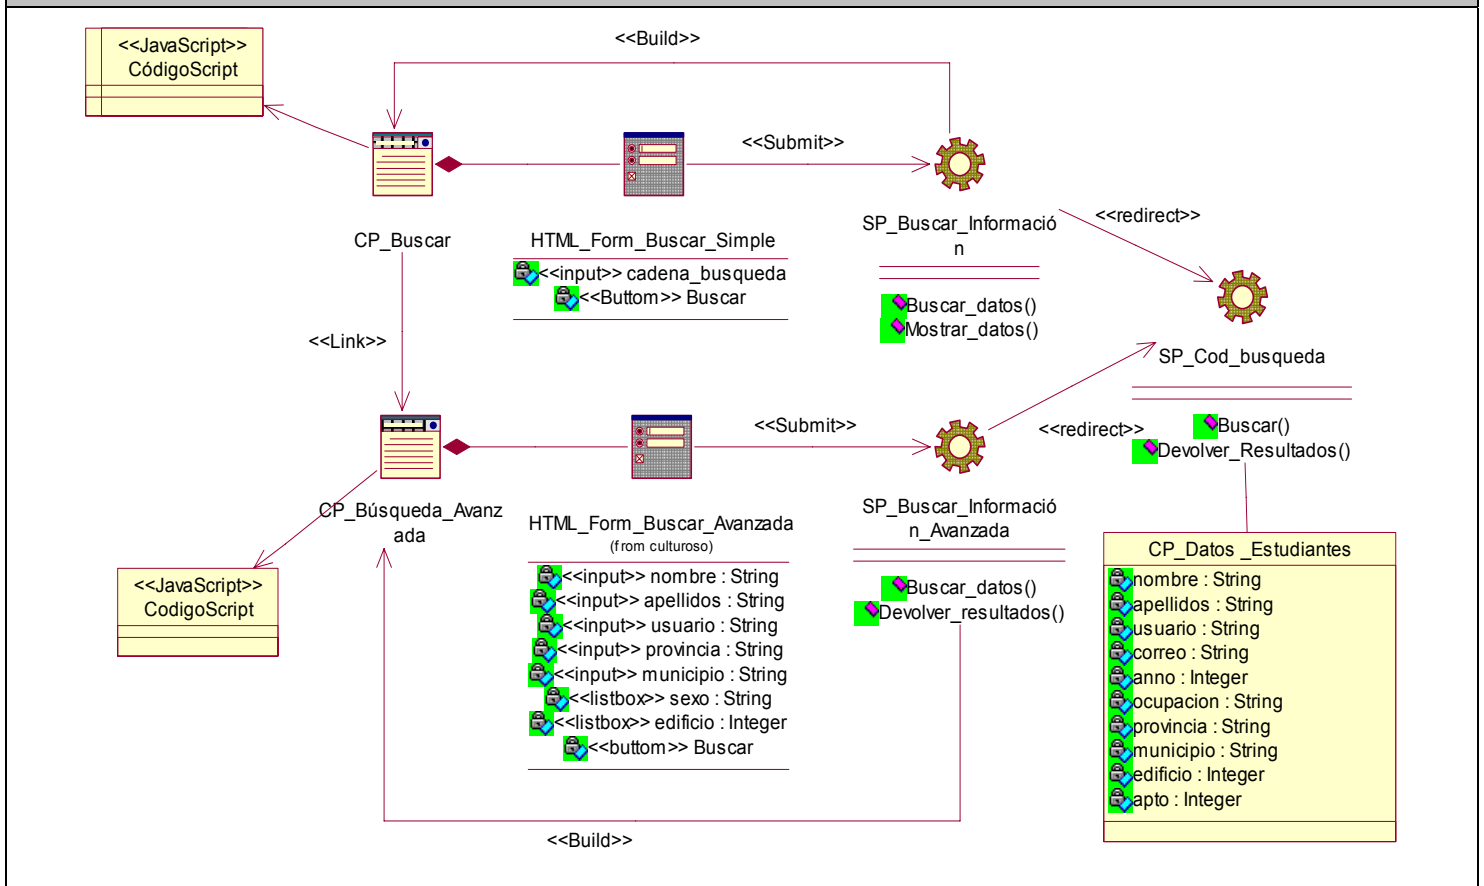 <<JavaScript>>
CódigoScript
<<Build>>
<<Submit>>
CP_Buscar
HTML_Form_Buscar_Simple
<<input>> cadena_busqueda
<<Buttom>> Buscar
SP_Buscar_Informació
n
Buscar_datos()
Mostrar_datos()
<<redirect>>
SP_Cod_busqueda
Buscar()
Devolver_Resultados()
<<Link>>
<<Submit>>
<<redirect>>
CP_Búsqueda_Avanz
ada
HTML_Form_Buscar_Avanzada
(from culturoso)
<<input>> nombre : String
<<input>> apellidos : String
<<input>> usuario : String
<<input>> provincia : String
<<input>> municipio : String
<<listbox>> sexo : String
<<listbox>> edificio : Integer
<<buttom>> Buscar
SP_Buscar_Informació
n_Avanzada
Buscar_datos()
Devolver_resultados()
<<JavaScript>>
CodigoScript
CP_Datos _Estudiantes
nombre : String
apellidos : String
usuario : String
correo : String
anno : Integer
ocupacion : String
provincia : String
municipio : String
edificio : Integer
apto : Integer
<<Build>>